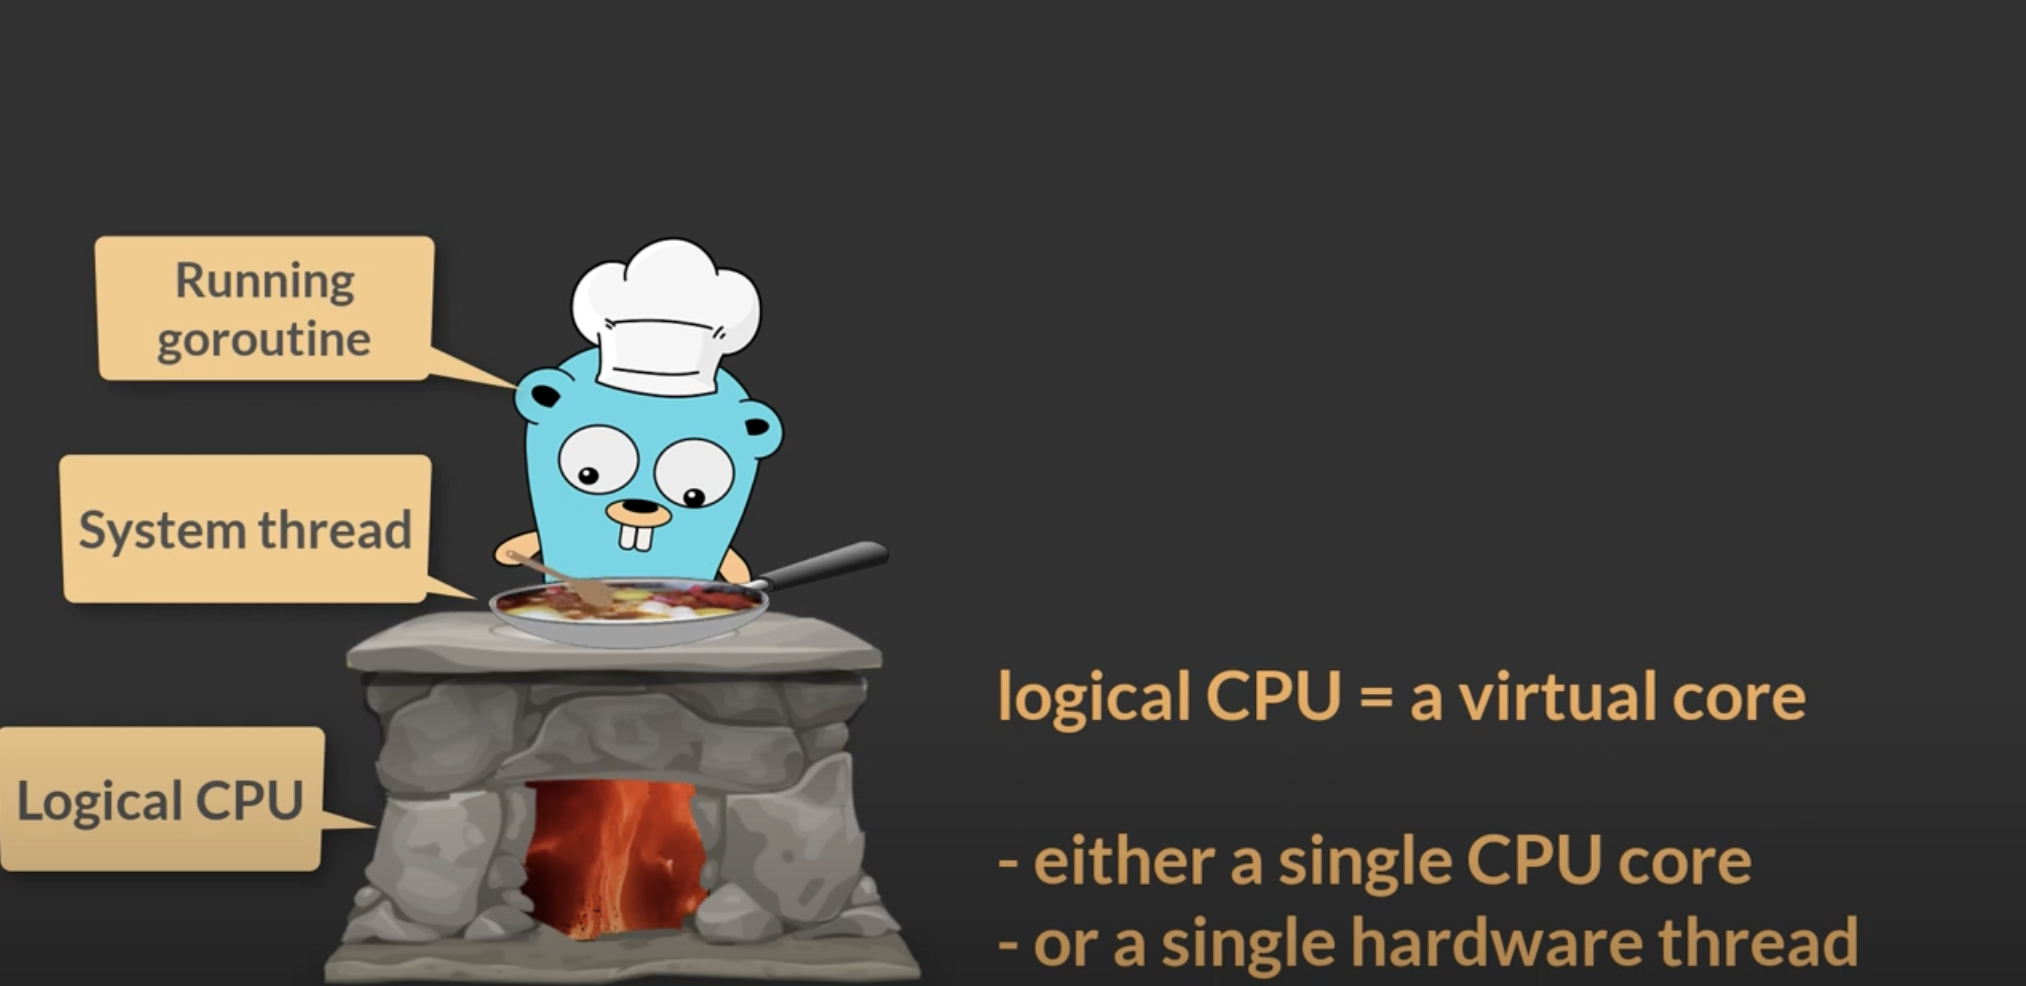 Running
goroutine
System thread
Logical CPU
logical CPU = a virtual core
- either a single CPU core
- or a single hardware thread